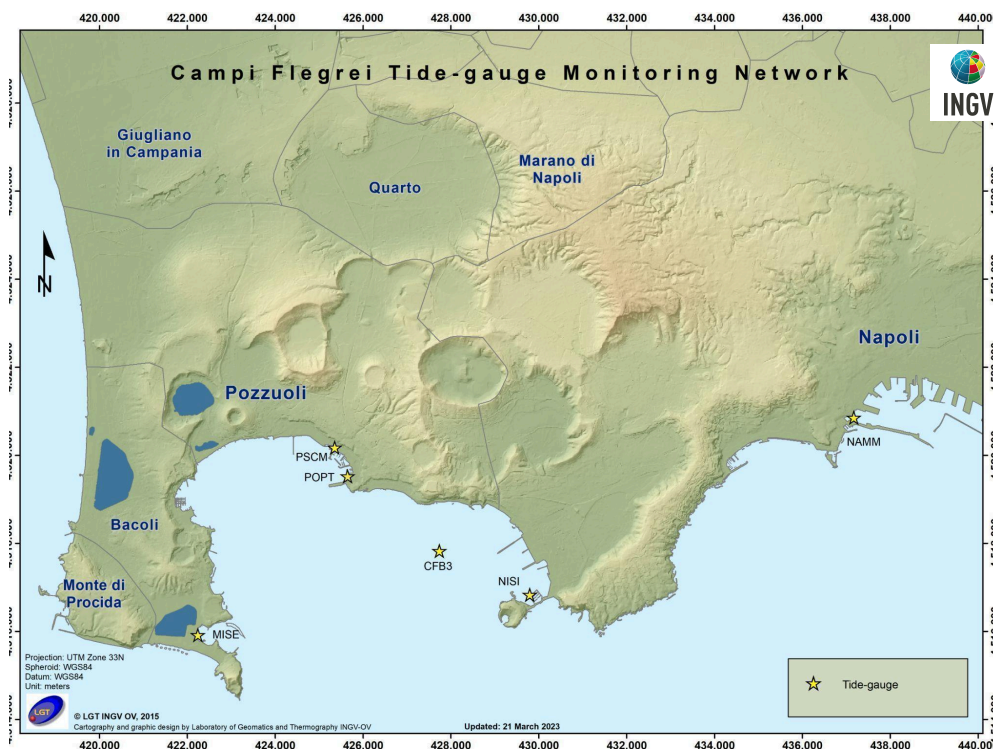 420.000 422.000 424.000 426.000 428.000 430.000 432.000 434.000 436.000 438.000 440.00
Campi Flegrei Tide-gauge Monitoring Network
INGV
Giugliano
in Campania
Marano di
Napoli
Quarto
N
Napoli
Pozzuoli
NAMM
PSCM
POPT
Bacoli
CFB3
NISI
Monte di
Procida
MISE
Projection: UTM Zone 33N
Spheroid: WGS84
Datum: WGS84
Unit: meters
Tide-gauge
LGT
© LGT INGV OV, 2015
Cartography and graphic design by Laboratory of Geomatics and Thermography INGV-OV
Updated: 21 March 2023
420.000 422.000 424.000 426.000 428.000 430.000 432.000 434.000 436.000 438.000 440.00